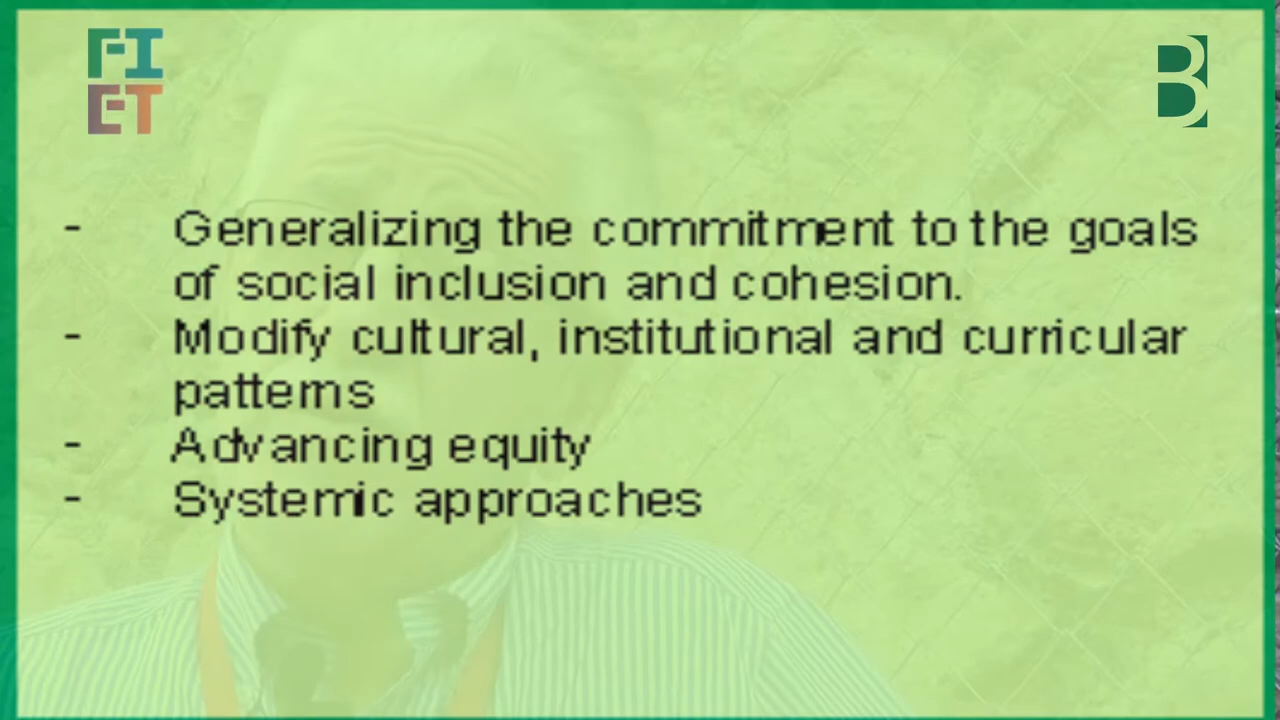 FI
ET
B
- Generalizing the commitment to the goals
of social inclusion and cohesion.
- Modify cultural, institutional and curricular
patterns
- Advancing equity
- Systemic approaches